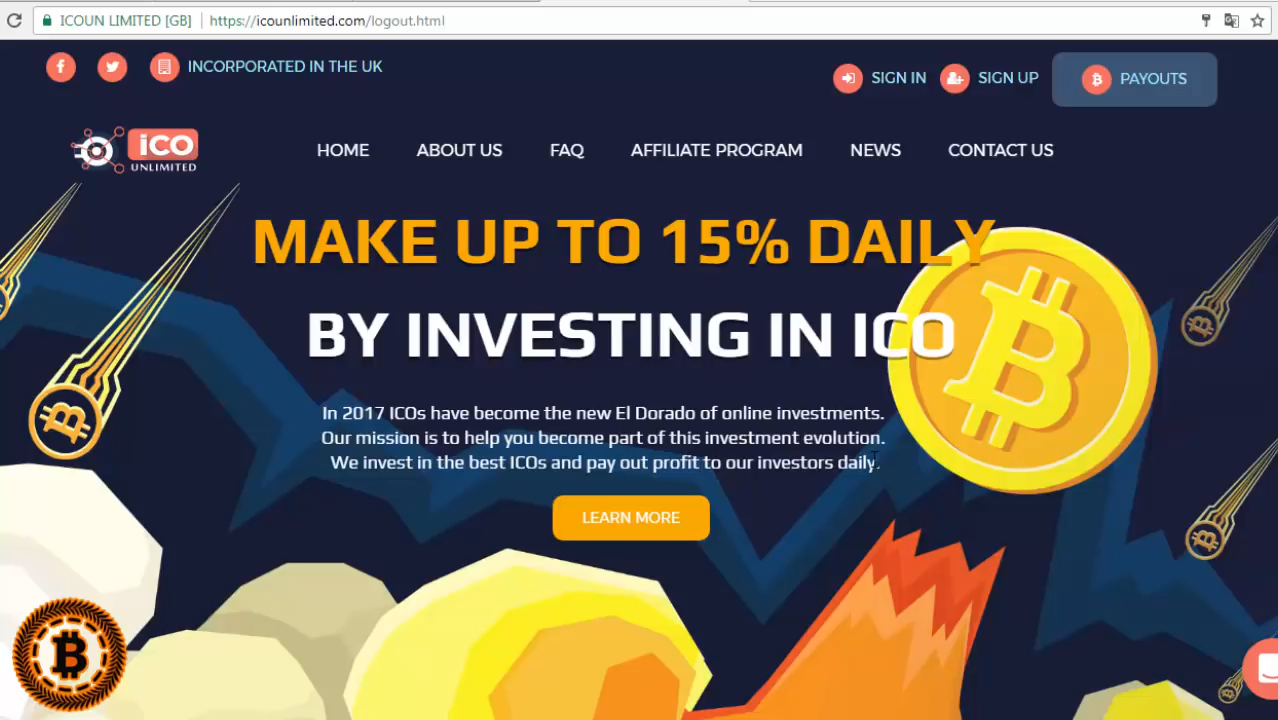 ICOUN LIMITED [GB] https://icounlimited.com/logout.html
INCORPORATED IN THE UK
SIGN IN SIGN UP PAYOUTS
iCO
UNLIMITED
HOME ABOUT US FAQ AFFILIATE PROGRAM NEWS CONTACT US
MAKE UP TO 15% DAILY
BY INVESTING IN ICO
In 2017 ICOs have become the new El Dorado of online investments.
Our mission is to help you become part of this investment evolution.
We invest in the best ICOs and pay out profit to our investors daily.
LEARN MORE